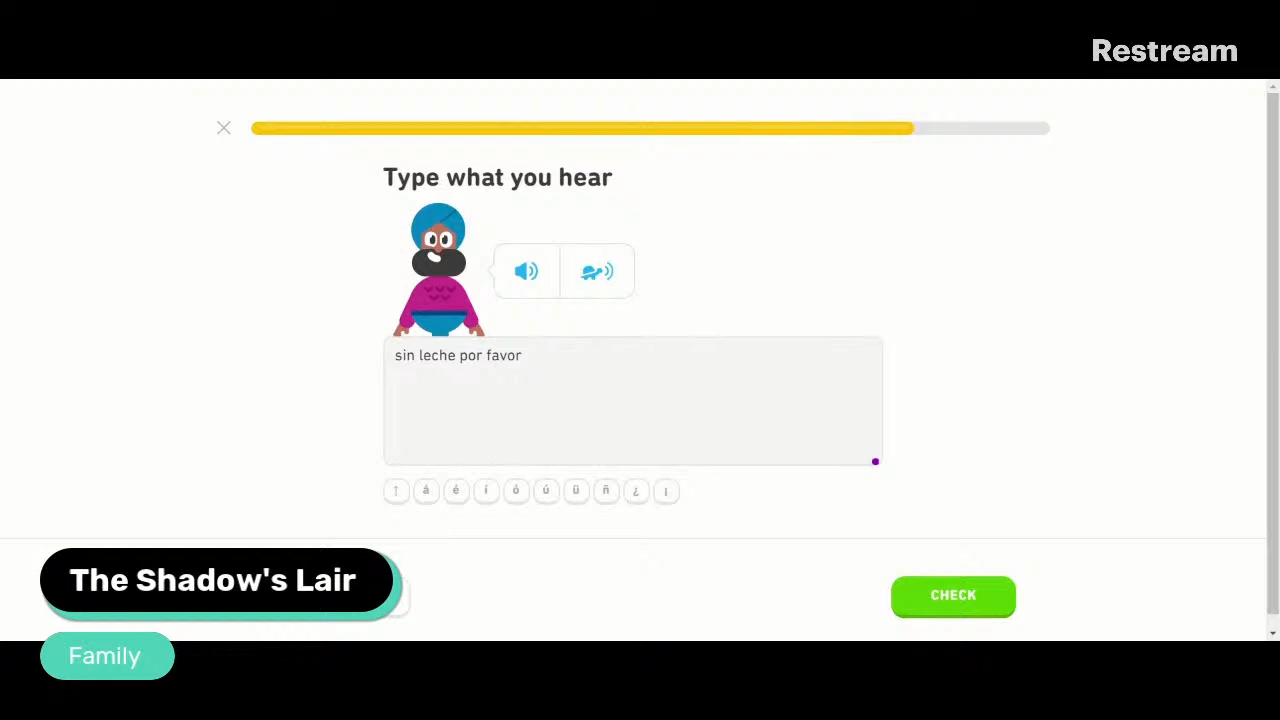 Restream
Type what you hear
sin leche por favor
↑ á é í ó ú ü ñ ¿ ¡
The Shadow's Lair
CHECK
Family